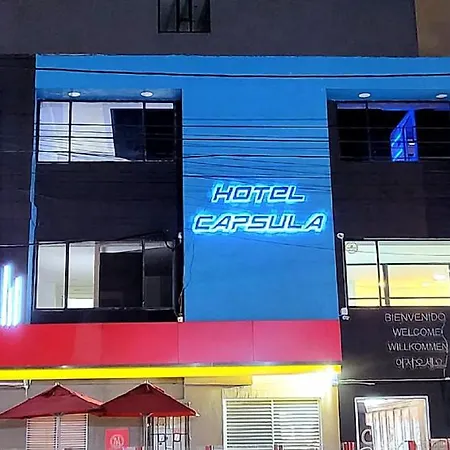 HOTEL
CAPSULA
BIENVENIDO
WELCOME
WILLKOMMEN
어서오세요